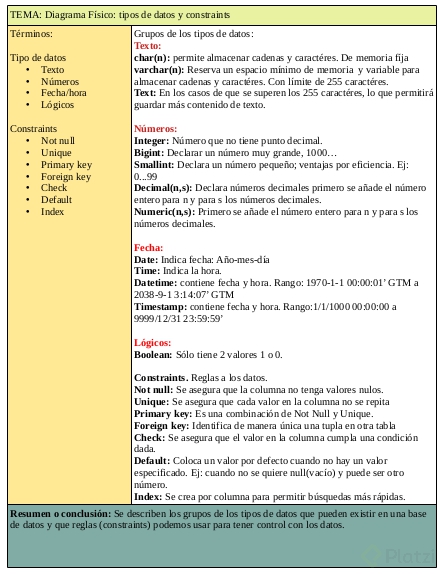 TEMA: Diagrama Físico: tipos de datos y constraints
Términos:
Tipo de datos
• Texto
• Números
• Fecha/hora
• Lógicos
Constraints
• Not null
• Unique
• Primary key
• Foreign key
• Check
• Default
• Index
Grupos de los tipos de datos:
Texto:
char(n): permite almacenar cadenas y caractéres. De memoria fija
varchar(n): Reserva un espacio mínimo de memoria y variable para
almacenar cadenas y caractéres. Con límite de 255 caractéres.
Text: En los casos de que se superen los 255 caractéres, lo que permitirá
guardar más contenido de texto.
Números:
Integer: Número que no tiene punto decimal.
Bigint: Declarar un número muy grande, 1000…
Smallint: Declara un número pequeño; ventajas por eficiencia. Ej:
0...99
Decimal(n,s): Declara números decimales primero se añade el número
entero para n y para s los números decimales.
Numeric(n,s): Primero se añade el número entero para n y para s los
números decimales.
Fecha:
Date: Indica fecha: Año-mes-día
Time: Indica la hora.
Datetime: contiene fecha y hora. Rango: 1970-1-1 00:00:01’ GTM a
2038-9-1 3:14:07’ GTM
Timestamp: contiene fecha y hora. Rango:1/1/1000 00:00:00 a
9999/12/31 23:59:59’
Lógicos:
Boolean: Sólo tiene 2 valores 1 o 0.
Constraints. Reglas a los datos.
Not null: Se asegura que la columna no tenga valores nulos.
Unique: Se asegura que cada valor en la columna no se repita
Primary key: Es una combinación de Not Null y Unique.
Foreign key: Identifica de manera única una tupla en otra tabla
Check: Se asegura que el valor en la columna cumpla una condición
dada.
Default: Coloca un valor por defecto cuando no hay un valor
especificado. Ej: cuando no se quiere null(vacío) y puede ser otro
número.
Index: Se crea por columna para permitir búsquedas más rápidas.
Resumen o conclusión: Se describen los grupos de los tipos de datos que pueden existir en una base
de datos y que reglas (constraints) podemos usar para tener control con los datos.
Platzi